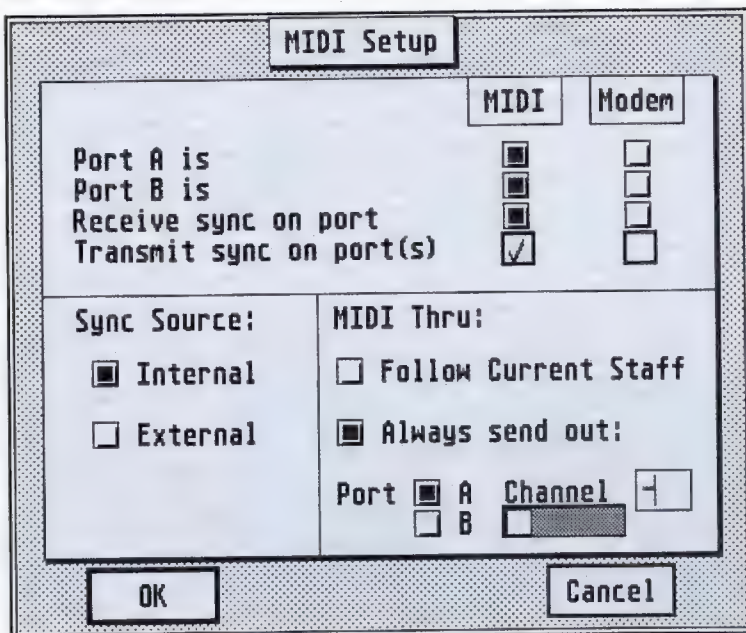 MIDI Setup
MIDI Modem
Port A is
Port B is
Receive sync on port
Transmit sync on port(s)
Sync Source:
Internal
External
MIDI Thru:
Follow Current Staff
Always send out:
Port A Channel
B
OK Cancel